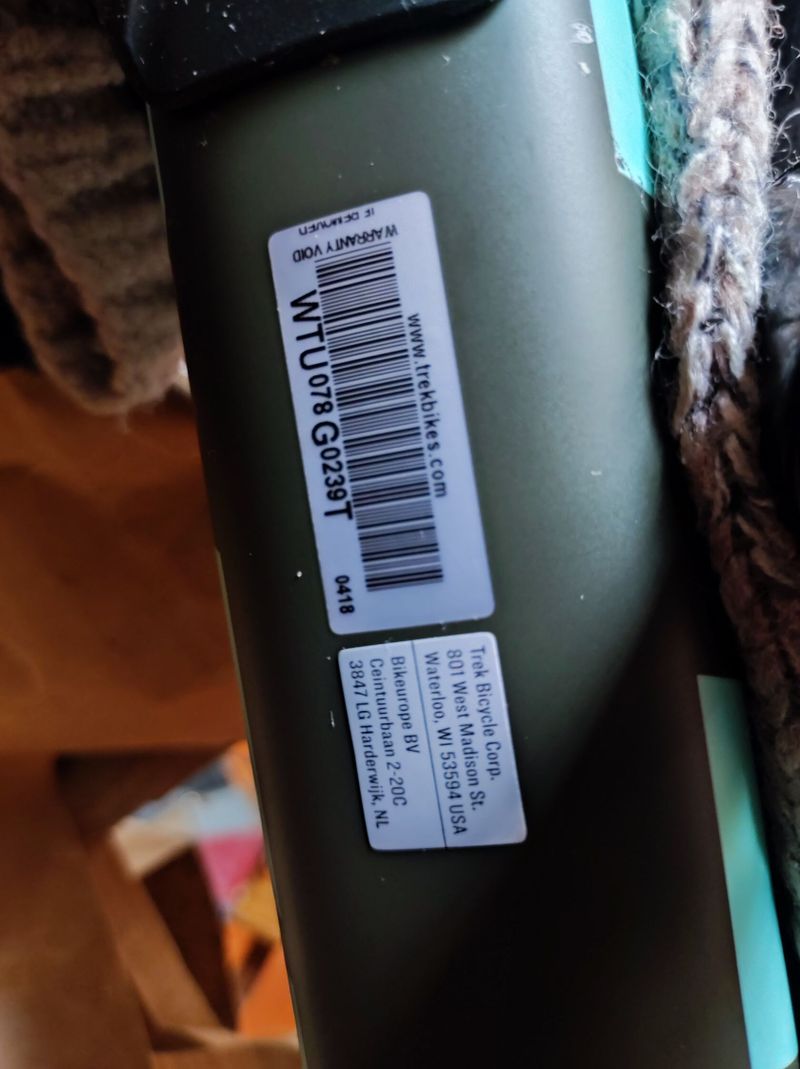 WARRANTY VOID
IF REMOVED
www.trekbikes.com
WTU078G0239T
0418
Trek Bicycle Corp.
801 West Madison St.
Waterloo, WI 53594 USA
Bikeurope BV
Ceintuurbaan 2-20C
3847 LG Harderwijk, NL